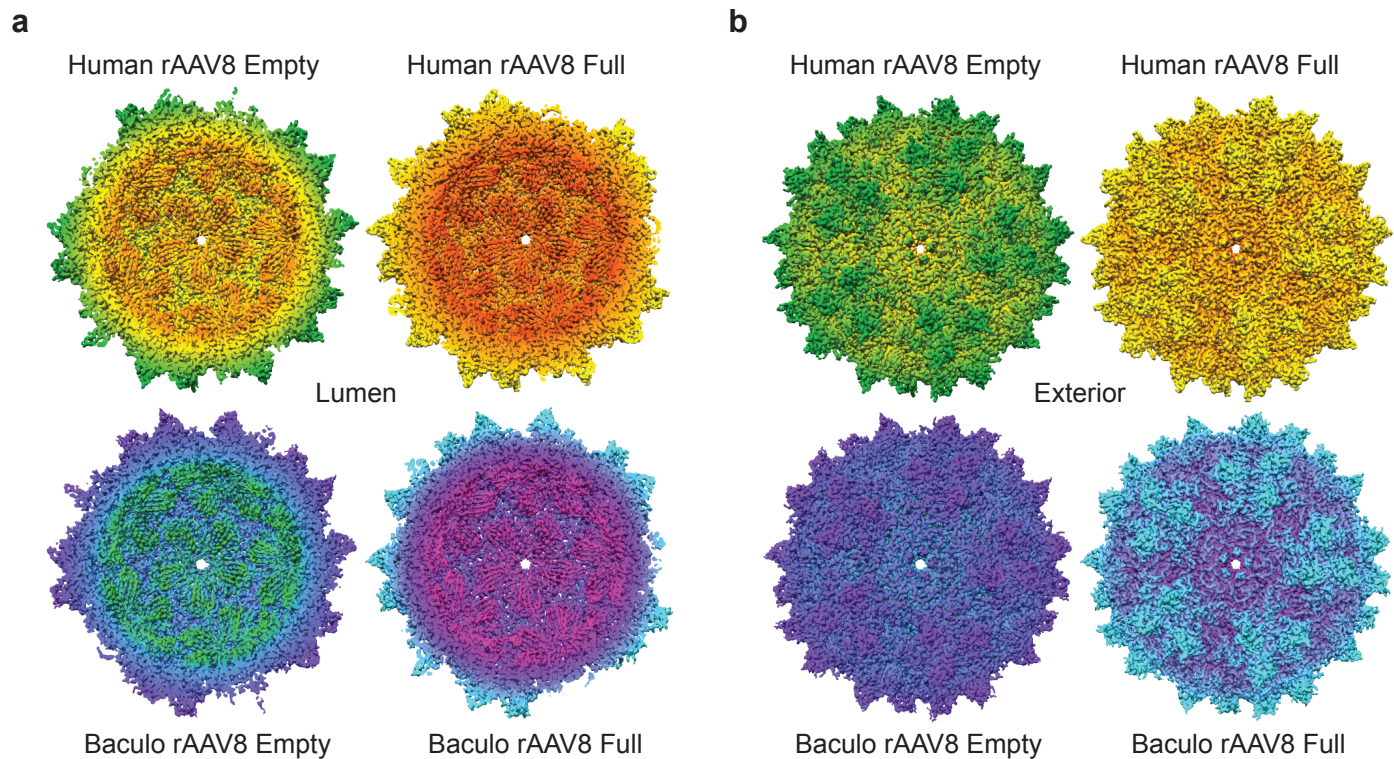 a
Human rAAV8 Empty
Human rAAV8 Full
Lumen
Baculo rAAV8 Empty
Baculo rAAV8 Full
b
Human rAAV8 Empty
Human rAAV8 Full
Exterior
Baculo rAAV8 Empty
Baculo rAAV8 Full